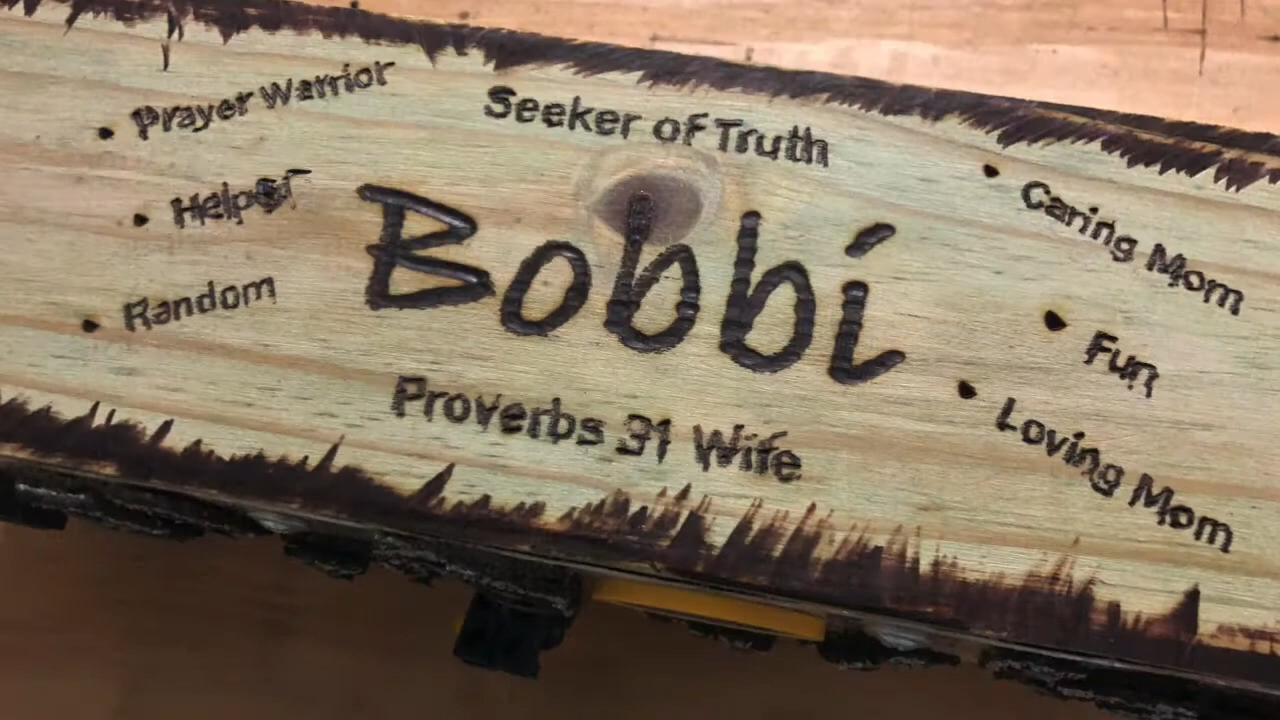 Seeker of Truth
Prayer Warrior
Helper
Random
Bobbi
Caring Mom
Fun
Loving Mom
Proverbs 31 Wife